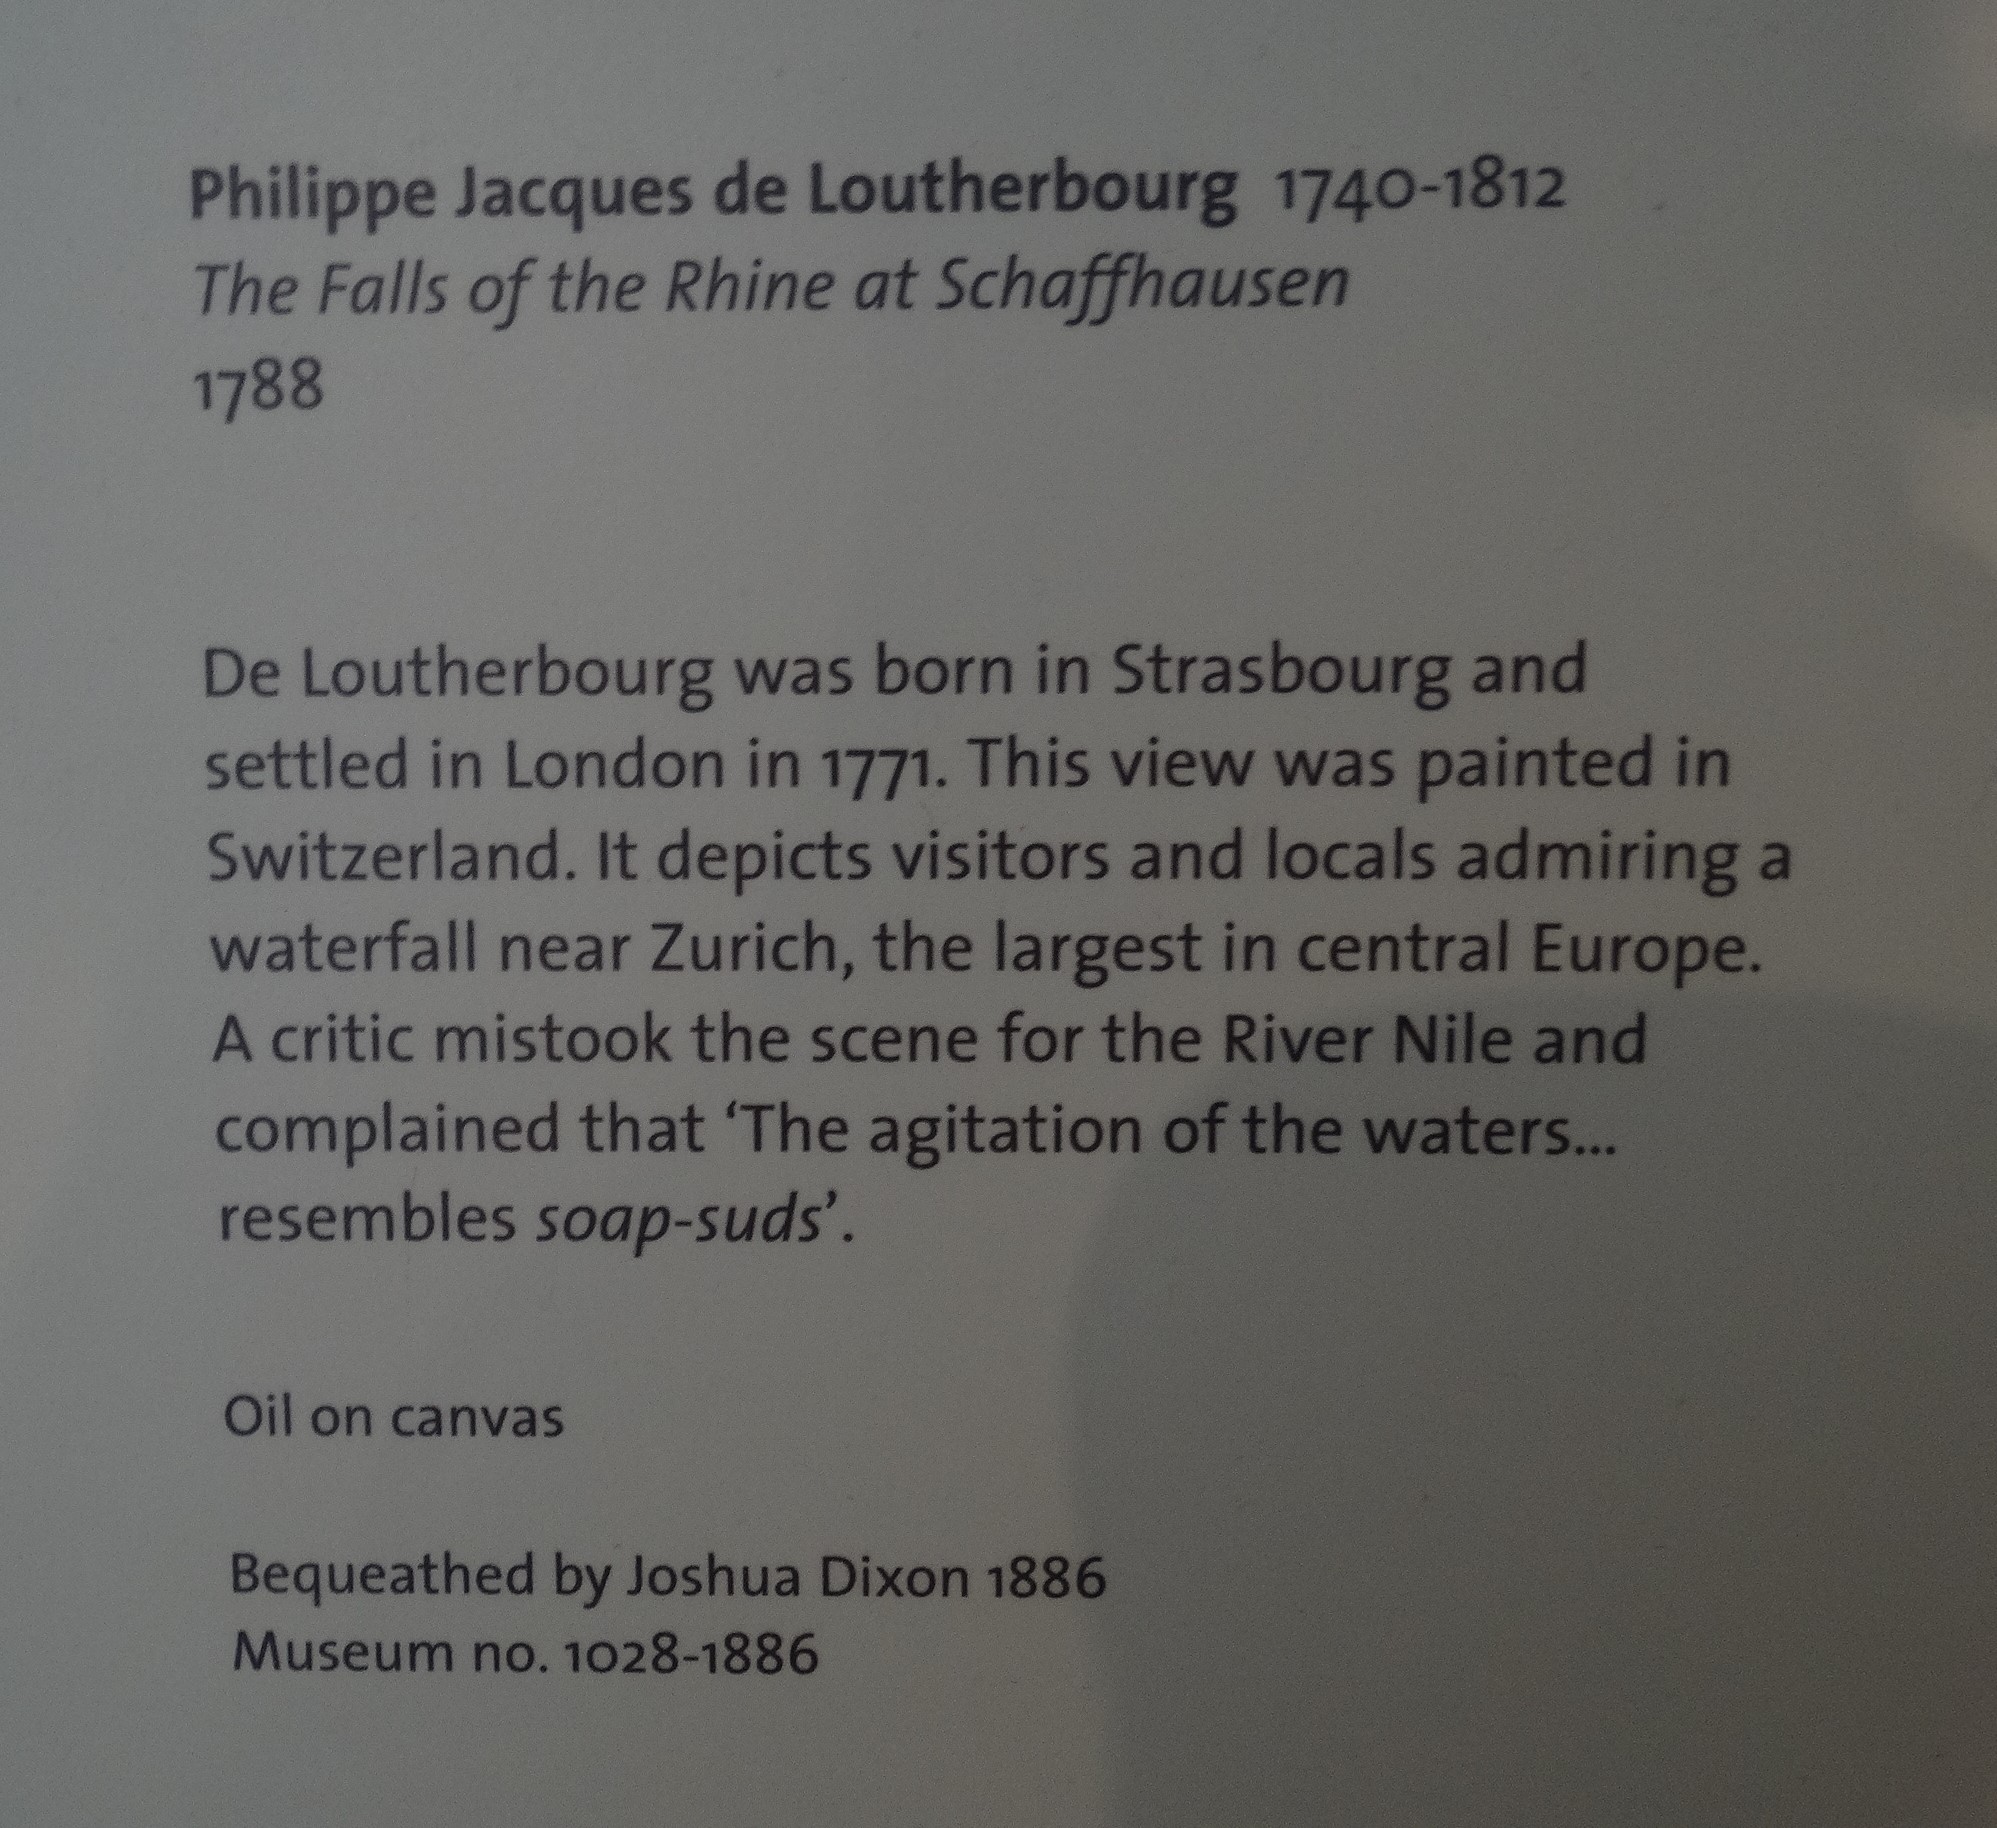 Philippe Jacques de Loutherbourg 1740-1812
The Falls of the Rhine at Schaffhausen
1788
De Loutherbourg was born in Strasbourg and
settled in London in 1771. This view was painted in
Switzerland. It depicts visitors and locals admiring a
waterfall near Zurich, the largest in central Europe.
A critic mistook the scene for the River Nile and
complained that ‘The agitation of the waters...
resembles soap-suds’.
Oil on canvas
Bequeathed by Joshua Dixon 1886
Museum no. 1028-1886